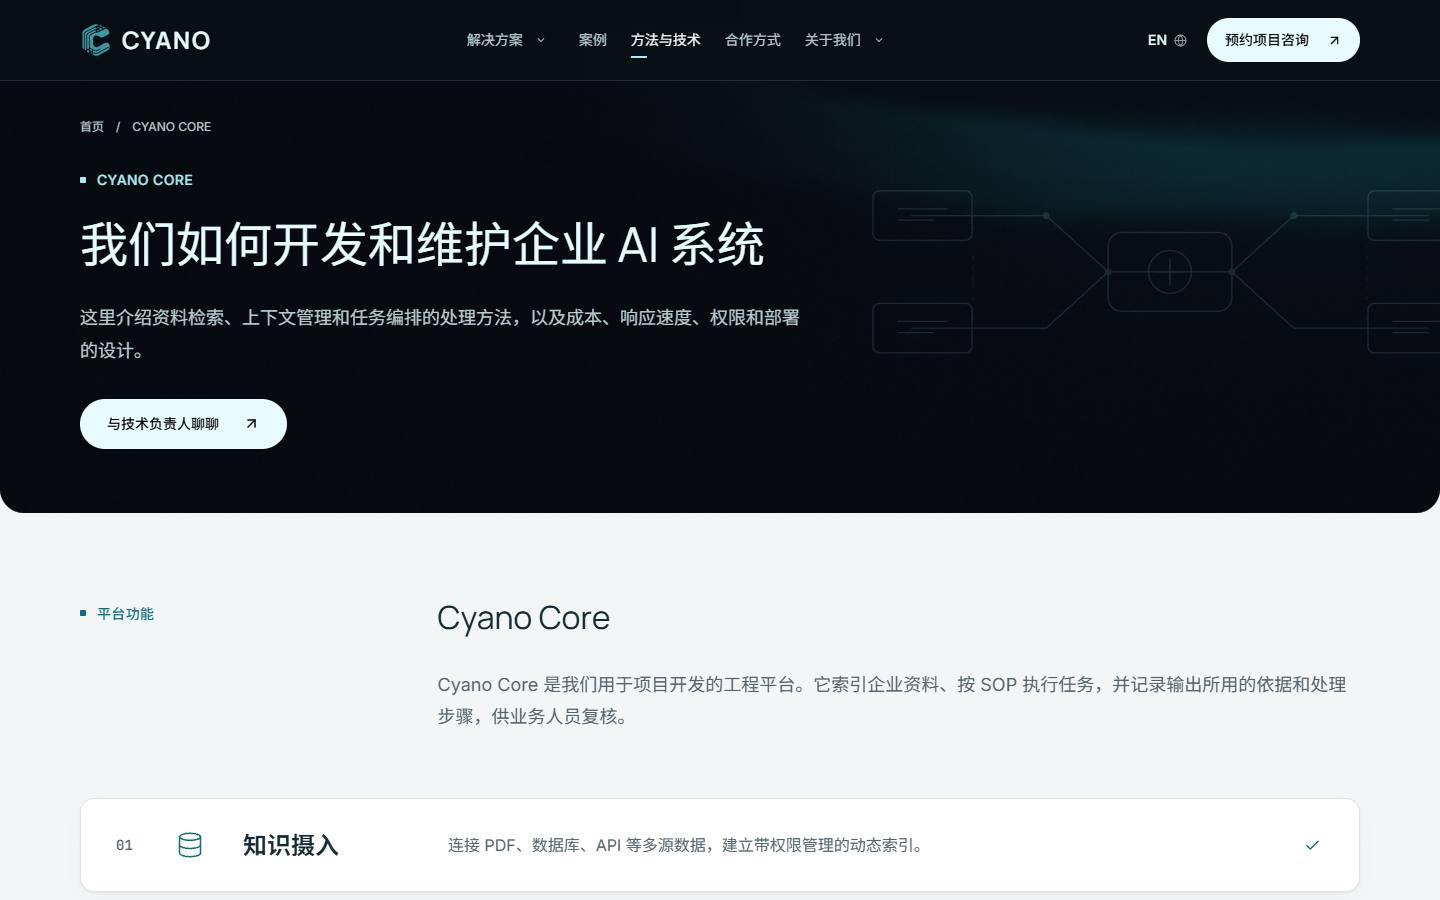 CYANO
解决方案
案例
方法与技术
合作方式
关于我们
EN
预约项目咨询
首页 / CYANO CORE
CYANO CORE
我们如何开发和维护企业 AI 系统
这里介绍资料检索、上下文管理和任务编排的处理方法，以及成本、响应速度、权限和部署
的设计。
与技术负责人聊聊
平台功能
Cyano Core
Cyano Core 是我们用于项目开发的工程平台。它索引企业资料、按 SOP 执行任务，并记录输出所用的依据和处理
步骤，供业务人员复核。
01
知识摄入
连接 PDF、数据库、API 等多源数据，建立带权限管理的动态索引。